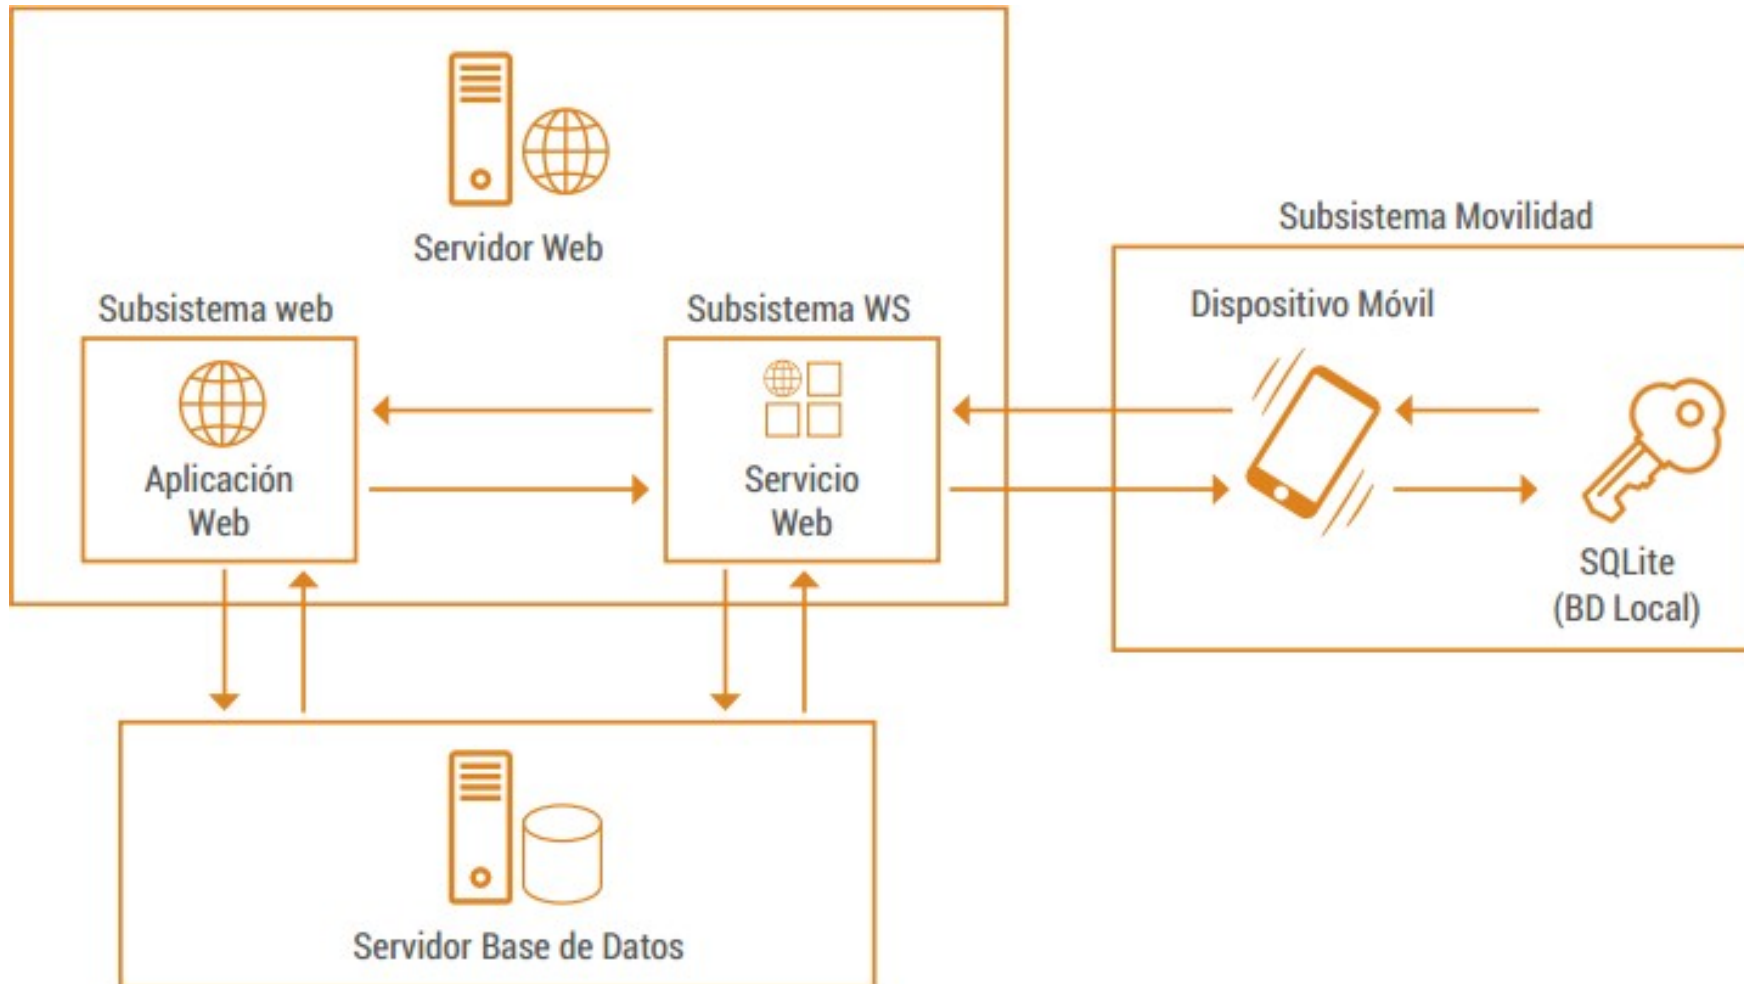 Servidor Web
Subsistema web
Aplicación
Web
Subsistema WS
Servicio
Web
Subsistema Movilidad
Dispositivo Móvil
SQLite
(BD Local)
Servidor Base de Datos